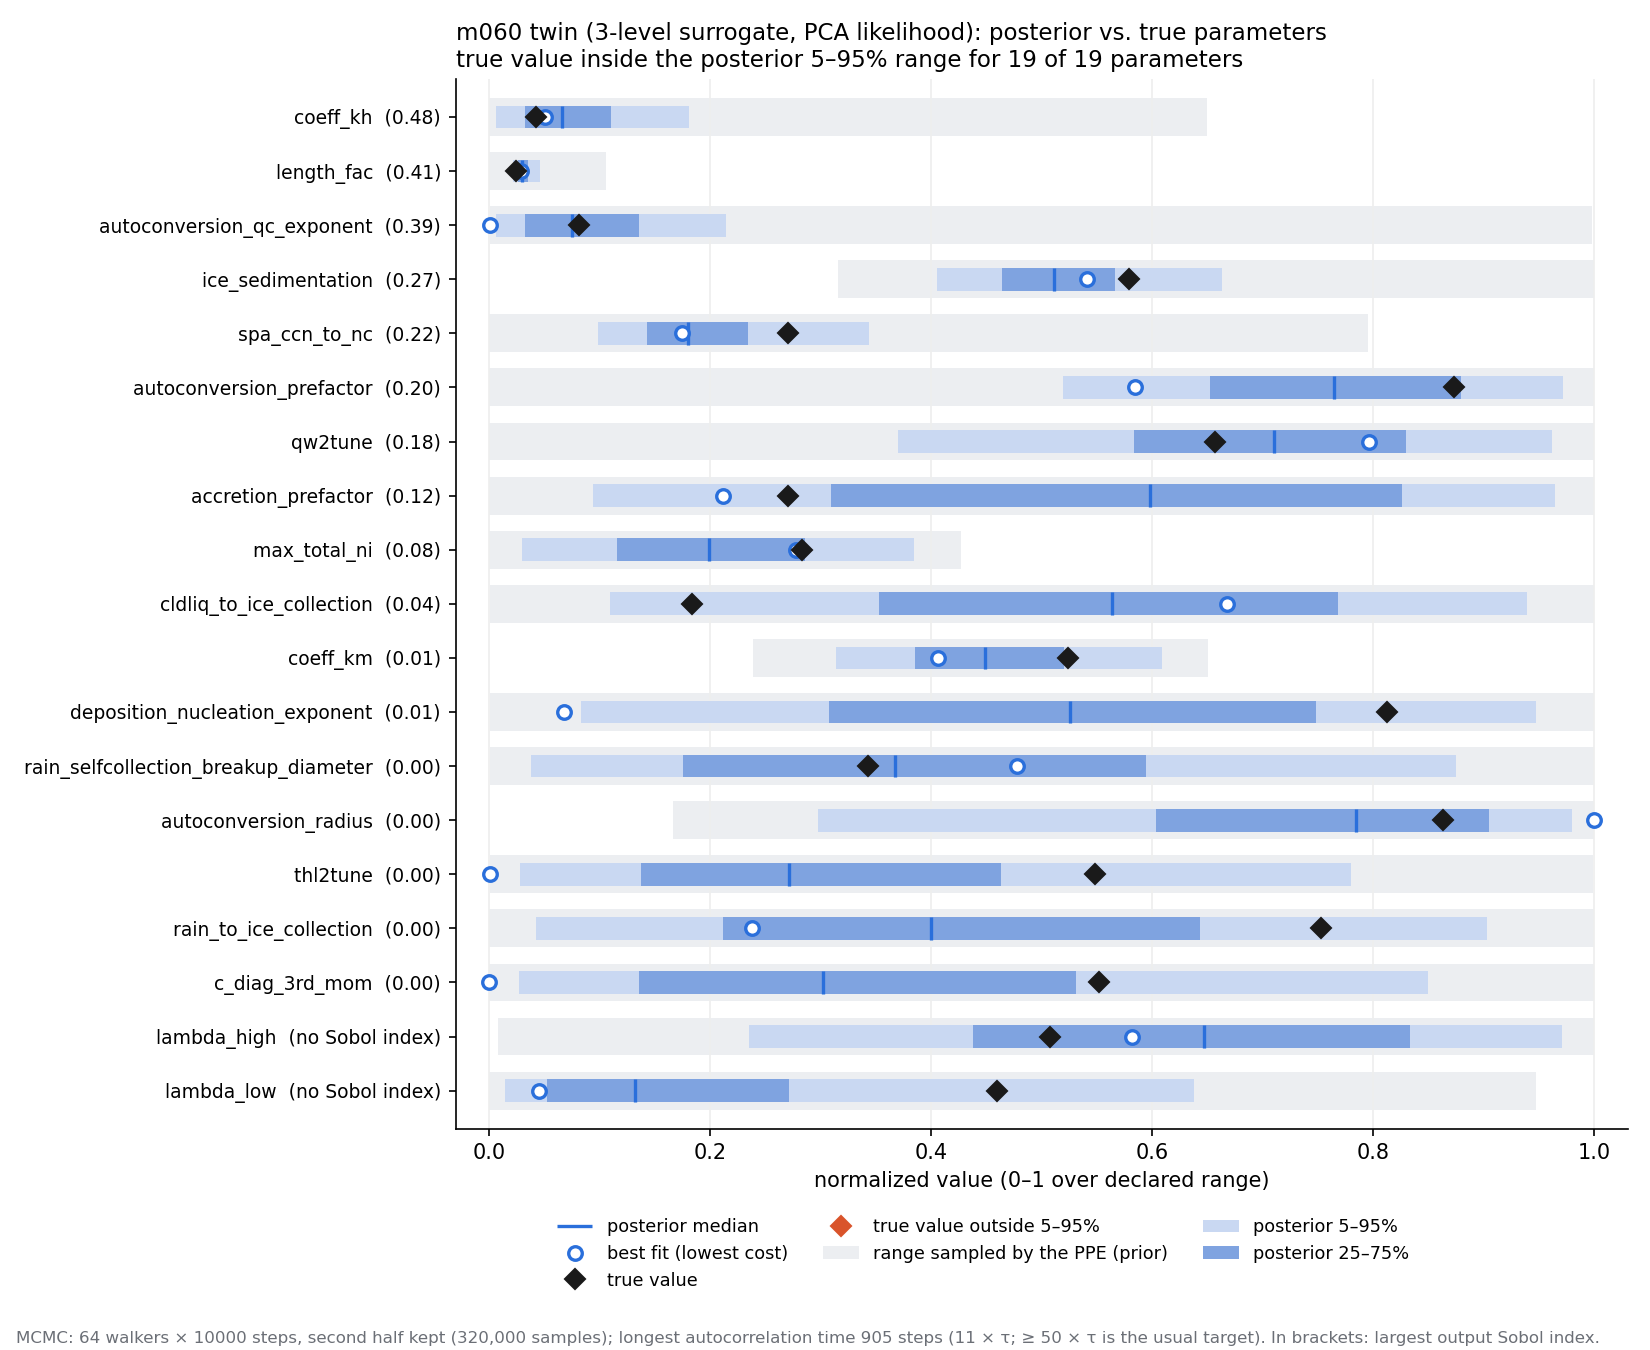 m060 twin (3-level surrogate, PCA likelihood): posterior vs. true parameters
true value inside the posterior 5–95% range for 19 of 19 parameters
coeff_kh (0.48)
length_fac (0.41)
autoconversion_qc_exponent (0.39)
ice_sedimentation (0.27)
spa_ccn_to_nc (0.22)
autoconversion_prefactor (0.20)
qw2tune (0.18)
accretion_prefactor (0.12)
max_total_ni (0.08)
cldliq_to_ice_collection (0.04)
coeff_km (0.01)
deposition_nucleation_exponent (0.01)
rain_selfcollection_breakup_diameter (0.00)
autoconversion_radius (0.00)
thl2tune (0.00)
rain_to_ice_collection (0.00)
c_diag_3rd_mom (0.00)
lambda_high (no Sobol index)
lambda_low (no Sobol index)
0.0 0.2 0.4 0.6 0.8 1.0
normalized value (0–1 over declared range)
posterior median
best fit (lowest cost)
true value
true value outside 5–95%
range sampled by the PPE (prior)
posterior 5–95%
posterior 25–75%
MCMC: 64 walkers × 10000 steps, second half kept (320,000 samples); longest autocorrelation time 905 steps (11 × τ; ≥ 50 × τ is the usual target). In brackets: largest output Sobol index.